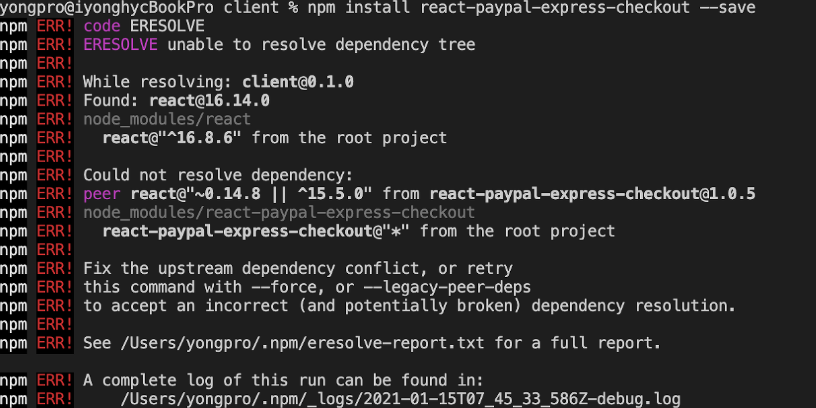 yongpro@iyonghycBookPro client % npm install react-paypal-express-checkout --save
npm ERR! code ERESOLVE
npm ERR! ERESOLVE unable to resolve dependency tree
npm ERR!
npm ERR! While resolving: client@0.1.0
npm ERR! Found: react@16.14.0
npm ERR! node_modules/react
npm ERR!   react@"^16.8.6" from the root project
npm ERR!
npm ERR! Could not resolve dependency:
npm ERR! peer react@"~0.14.8 || ^15.5.0" from react-paypal-express-checkout@1.0.5
npm ERR! node_modules/react-paypal-express-checkout
npm ERR!   react-paypal-express-checkout@"*" from the root project
npm ERR!
npm ERR! Fix the upstream dependency conflict, or retry
npm ERR! this command with --force, or --legacy-peer-deps
npm ERR! to accept an incorrect (and potentially broken) dependency resolution.
npm ERR!
npm ERR! See /Users/yongpro/.npm/eresolve-report.txt for a full report.
npm ERR! A complete log of this run can be found in:
npm ERR!     /Users/yongpro/.npm/_logs/2021-01-15T07_45_33_586Z-debug.log